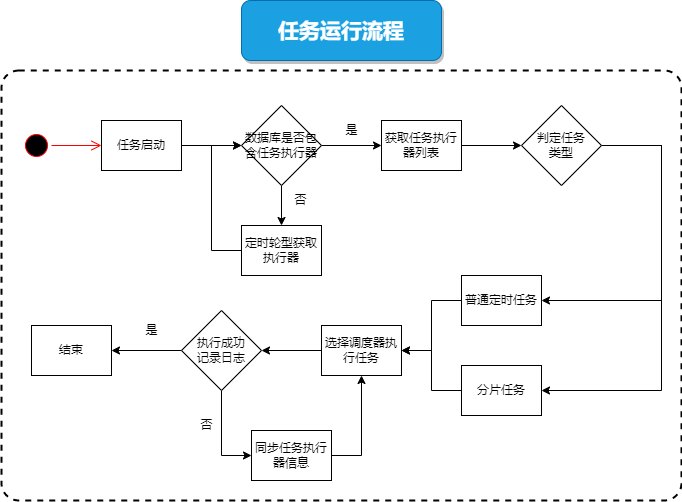 任务运行流程
任务启动
数据库是否包
含任务执行器
是
获取任务执行
器列表
判定任务
类型
否
定时轮型获取
执行器
普通定时任务
是
执行成功
记录日志
选择调度器执
行任务
结束
分片任务
否
同步任务执行
器信息